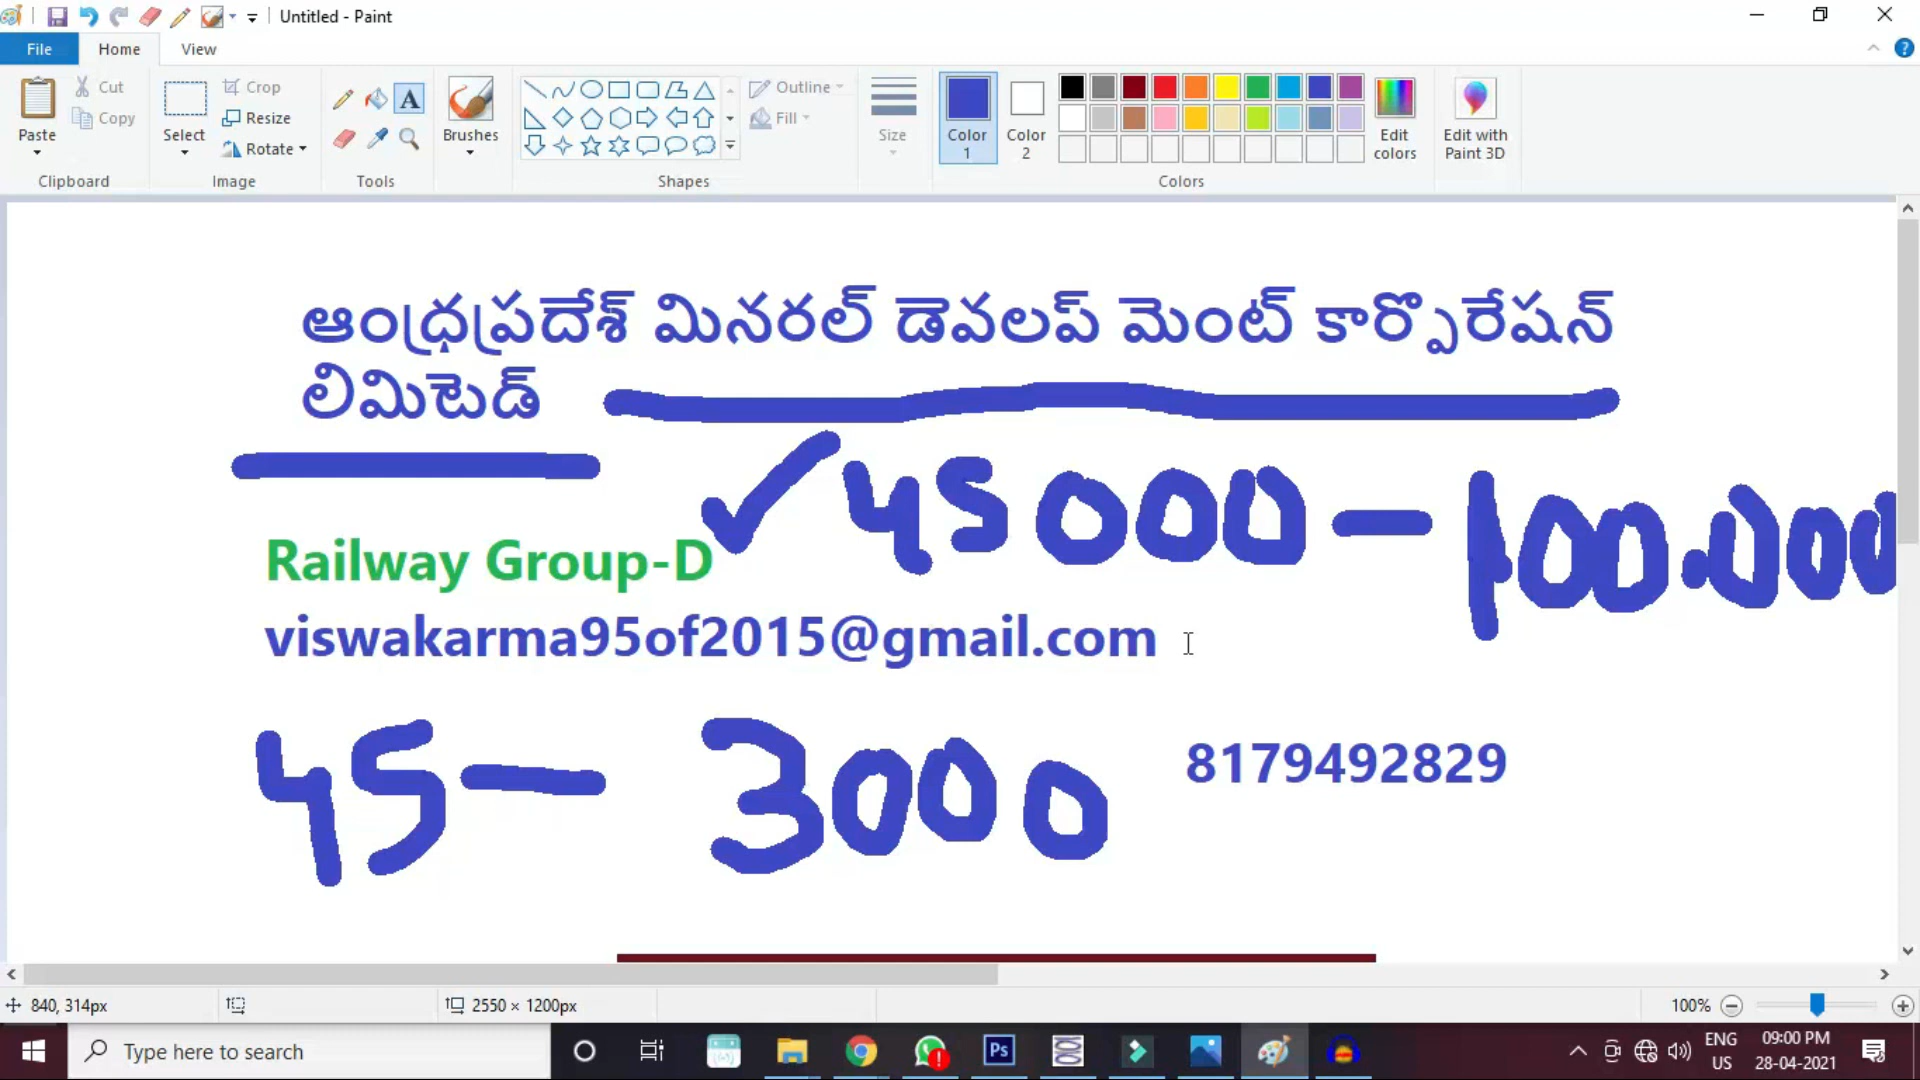 Untitled - Paint
File Home View
Cut
Copy
Paste
Clipboard
Select
Crop
Resize
Rotate
Image
A
Tools
Brushes
Shapes
Outline
Fill
Size
Color 1
Color 2
Edit colors
Edit with Paint 3D
Colors
ఆంధ్రప్రదేశ్ మినరల్ డెవలప్ మెంట్ కార్పొరేషన్
లిమిటెడ్
45000 - 100.000
Railway Group-D
viswakarma95of2015@gmail.com
45 - 3000
8179492829
840, 314px
2550 × 1200px
100%
Type here to search
Ps
ENG
US
09:00 PM
28-04-2021